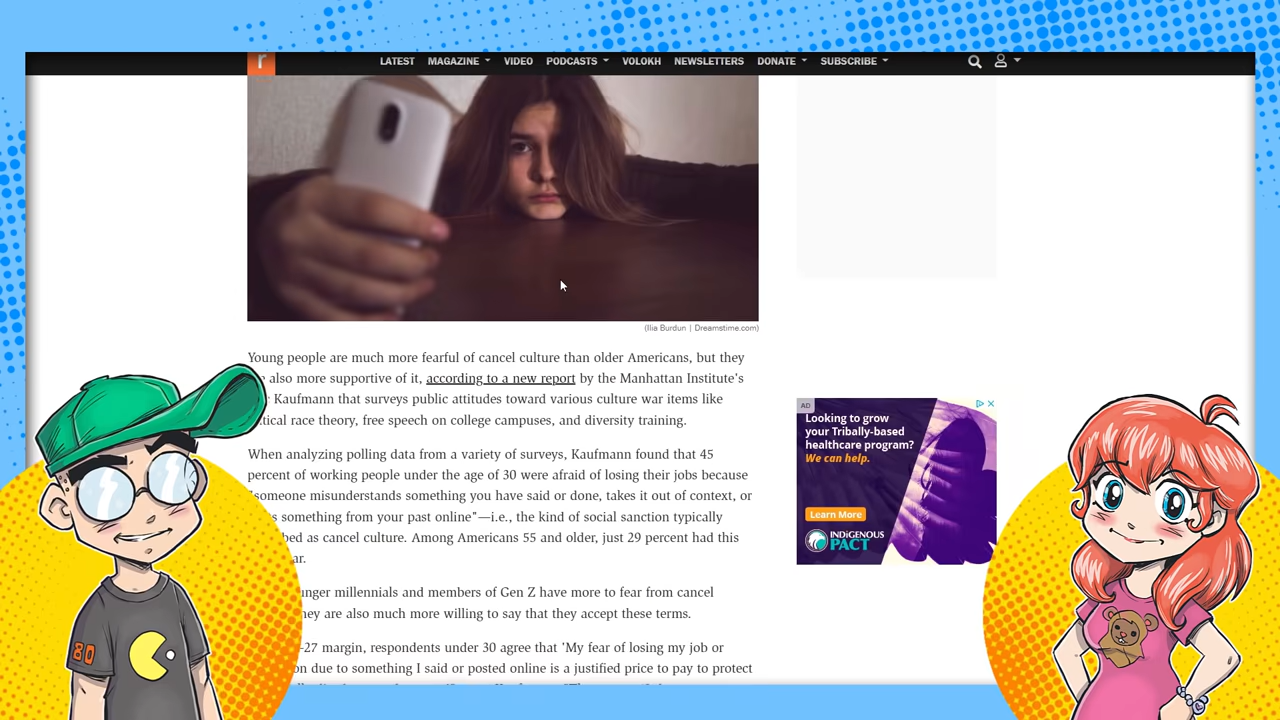 r
LATEST MAGAZINE VIDEO PODCASTS VOLOKH NEWSLETTERS DONATE SUBSCRIBE
(Ilia Burdun | Dreamstime.com)
Young people are much more fearful of cancel culture than older Americans, but they
also more supportive of it, according to a new report by the Manhattan Institute's
Kaufmann that surveys public attitudes toward various culture war items like
critical race theory, free speech on college campuses, and diversity training.
When analyzing polling data from a variety of surveys, Kaufmann found that 45
percent of working people under the age of 30 were afraid of losing their jobs because
"someone misunderstands something you have said or done, takes it out of context, or
something from your past online"—i.e., the kind of social sanction typically
as cancel culture. Among Americans 55 and older, just 29 percent had this
unger millennials and members of Gen Z have more to fear from cancel
hey are also much more willing to say that they accept these terms.
-27 margin, respondents under 30 agree that 'My fear of losing my job or
on due to something I said or posted online is a justified price to pay to protect
AD
Looking to grow
your Tribally-based
healthcare program?
We can help.
Learn More
INDIGENOUS
PACT
80